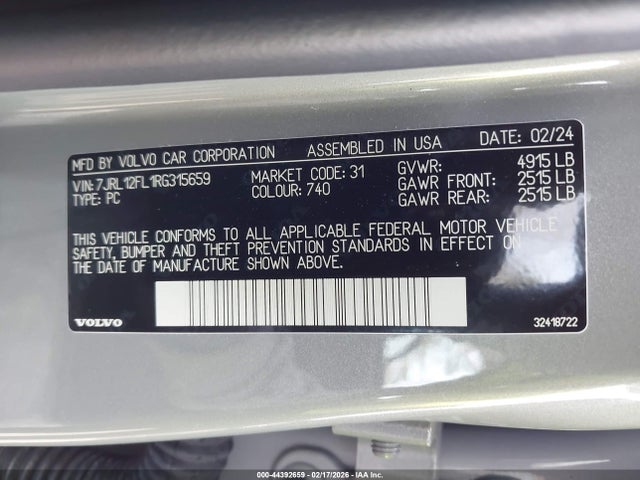 MFD BY VOLVO CAR CORPORATION ASSEMBLED IN USA DATE: 02/24
VIN: 7JRL12FL1RG315659 MARKET CODE: 31 GVWR: 4915 LB
TYPE: PC COLOUR: 740 GAWR FRONT: 2515 LB
GAWR REAR: 2515 LB
THIS VEHICLE CONFORMS TO ALL APPLICABLE FEDERAL MOTOR VEHICLE
SAFETY, BUMPER AND THEFT PREVENTION STANDARDS IN EFFECT ON
THE DATE OF MANUFACTURE SHOWN ABOVE.
VOLVO 32418722
000-44392659 - 02/17/2026 - IAA Inc.